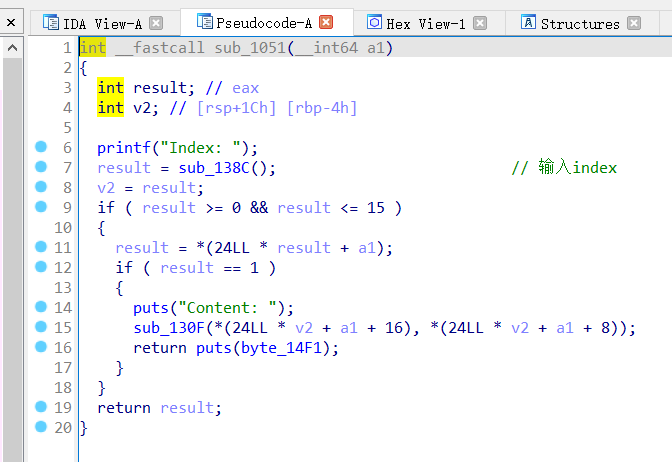 IDA View-A Pseudocode-A Hex View-1 Structures
1 int __fastcall sub_1051(__int64 a1)
2 {
3 int result; // eax
4 int v2; // [rsp+1Ch] [rbp-4h]
5
6 printf("Index: ");
7 result = sub_138C(); // 输入index
8 v2 = result;
9 if ( result >= 0 && result <= 15 )
10 {
11 result = *(24LL * result + a1);
12 if ( result == 1 )
13 {
14 puts("Content: ");
15 sub_130F(*(24LL * v2 + a1 + 16), *(24LL * v2 + a1 + 8));
16 return puts(byte_14F1);
17 }
18 }
19 return result;
20 }